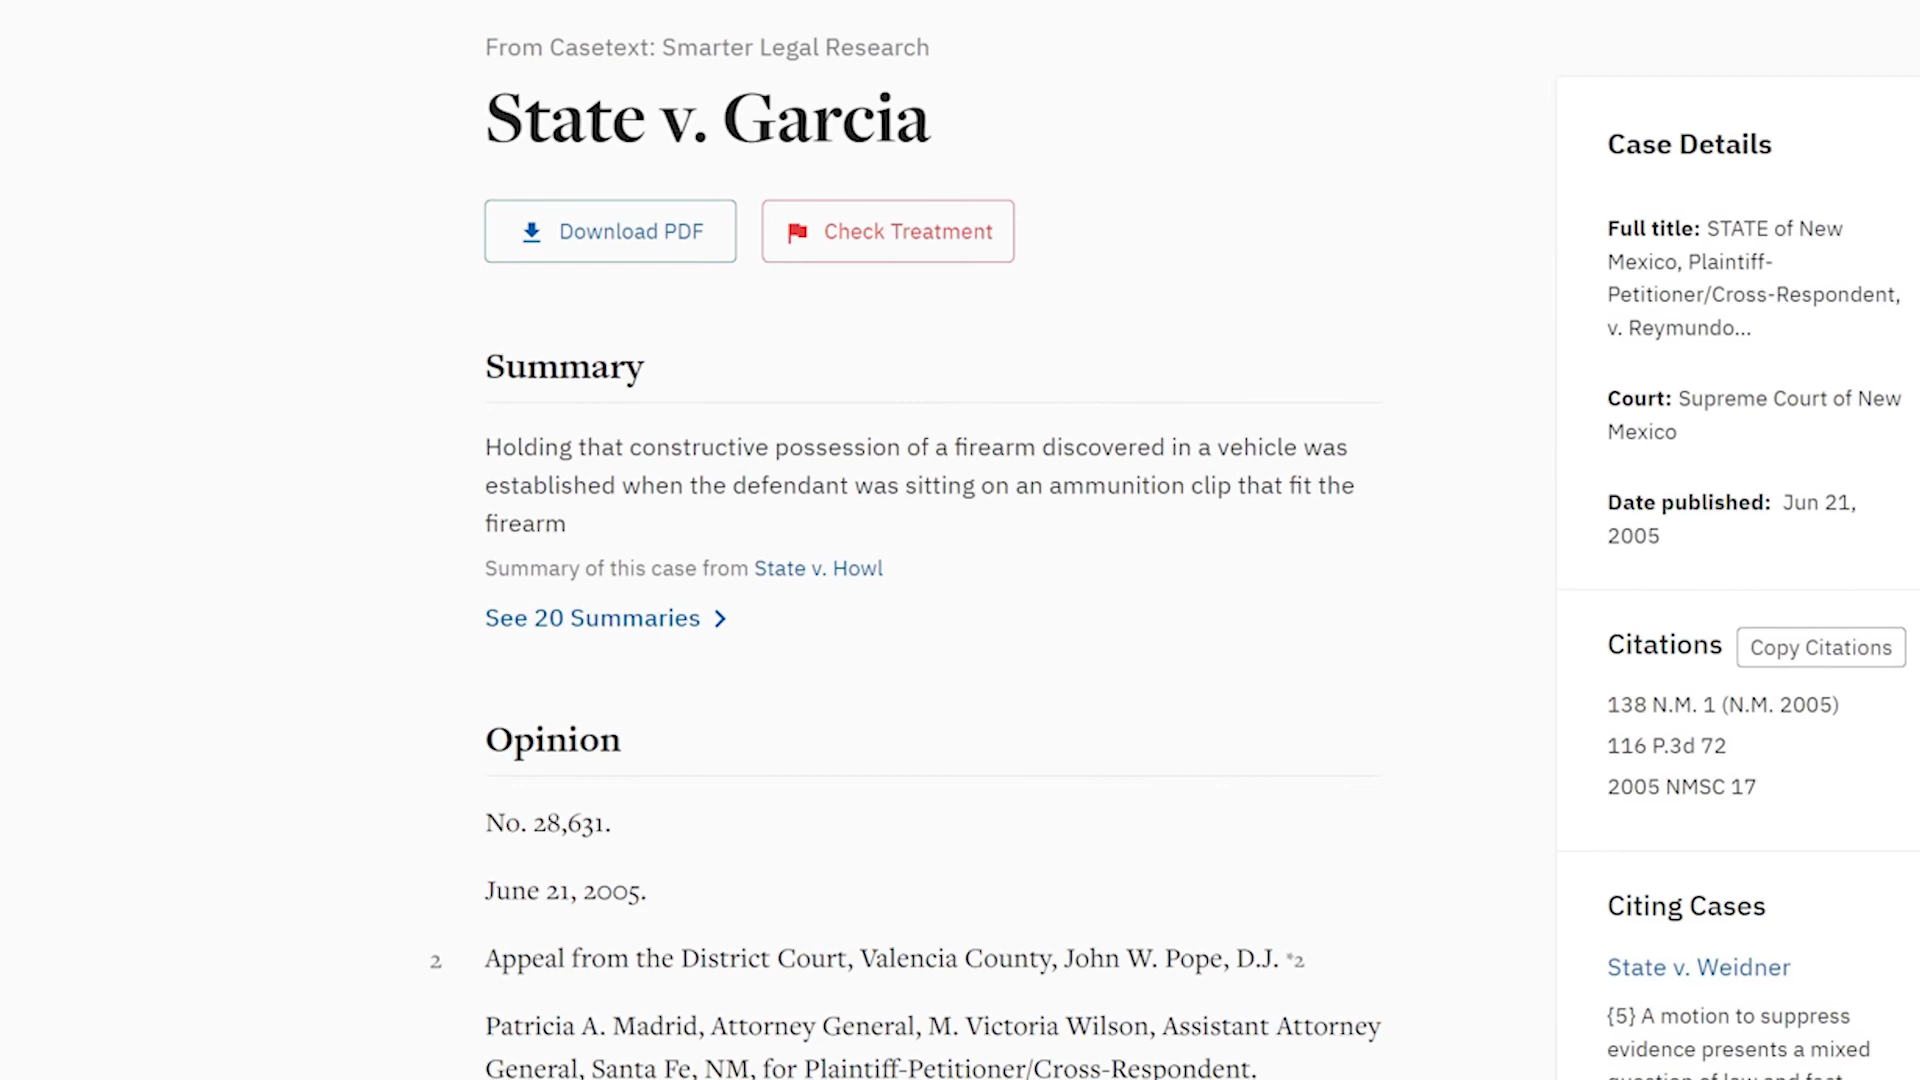 From Casetext: Smarter Legal Research
State v. Garcia
Download PDF
Check Treatment
Summary
Holding that constructive possession of a firearm discovered in a vehicle was
established when the defendant was sitting on an ammunition clip that fit the
firearm
Summary of this case from State v. Howl
See 20 Summaries
Opinion
No. 28,631.
June 21, 2005.
2 Appeal from the District Court, Valencia County, John W. Pope, D.J. *2
Patricia A. Madrid, Attorney General, M. Victoria Wilson, Assistant Attorney
General, Santa Fe, NM, for Plaintiff-Petitioner/Cross-Respondent.
Case Details
Full title: STATE of New
Mexico, Plaintiff-
Petitioner/Cross-Respondent,
v. Reymundo...
Court: Supreme Court of New
Mexico
Date published: Jun 21,
2005
Citations
Copy Citations
138 N.M. 1 (N.M. 2005)
116 P.3d 72
2005 NMSC 17
Citing Cases
State v. Weidner
{5} A motion to suppress
evidence presents a mixed
question of law and fact